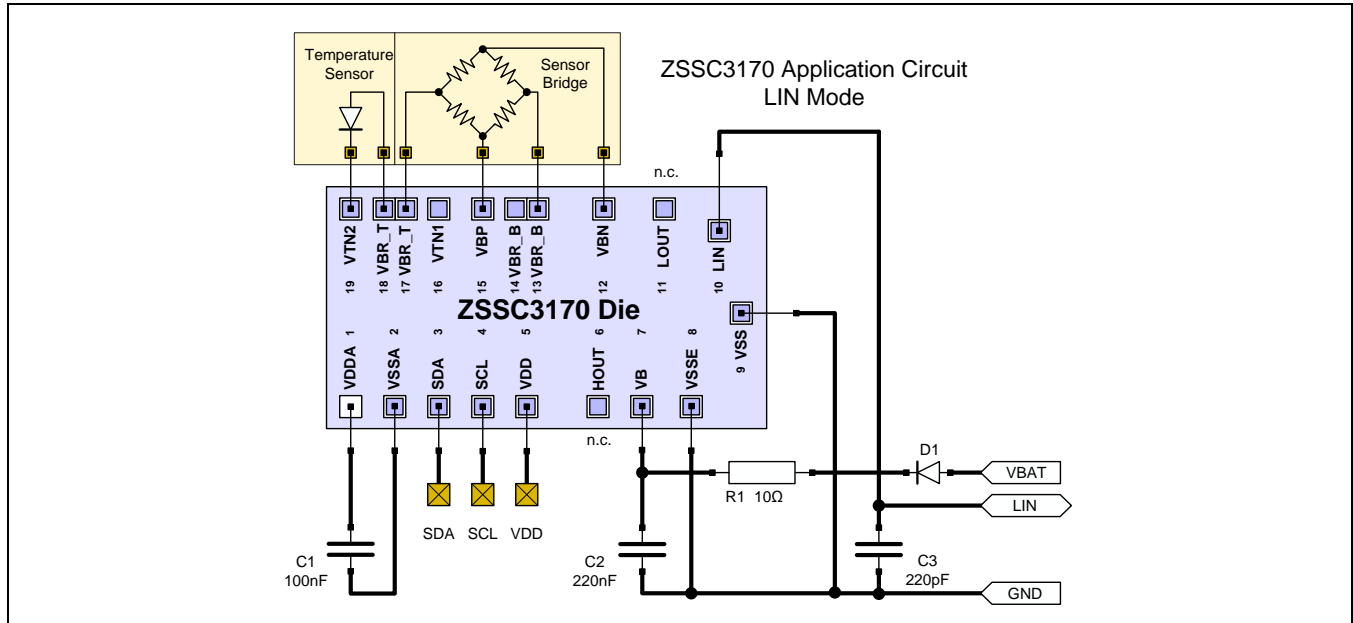 Temperature
Sensor
Sensor
Bridge
ZSSC3170 Application Circuit
LIN Mode
n.c.
VTN2
VBR_T
VBR_T
VTN1
VBP
VBR_B
VBR_B
VBN
LOUT
LIN
19
18
17
16
15
14
13
12
11
10
ZSSC3170 Die
1
2
3
4
5
6
7
8
9
VDDA
VSSA
SDA
SCL
VDD
HOUT
VB
VSSE
VSS
n.c.
D1
VBAT
R1 10Ω
LIN
SDA
SCL
VDD
C1
100nF
C2
220nF
C3
220pF
GND